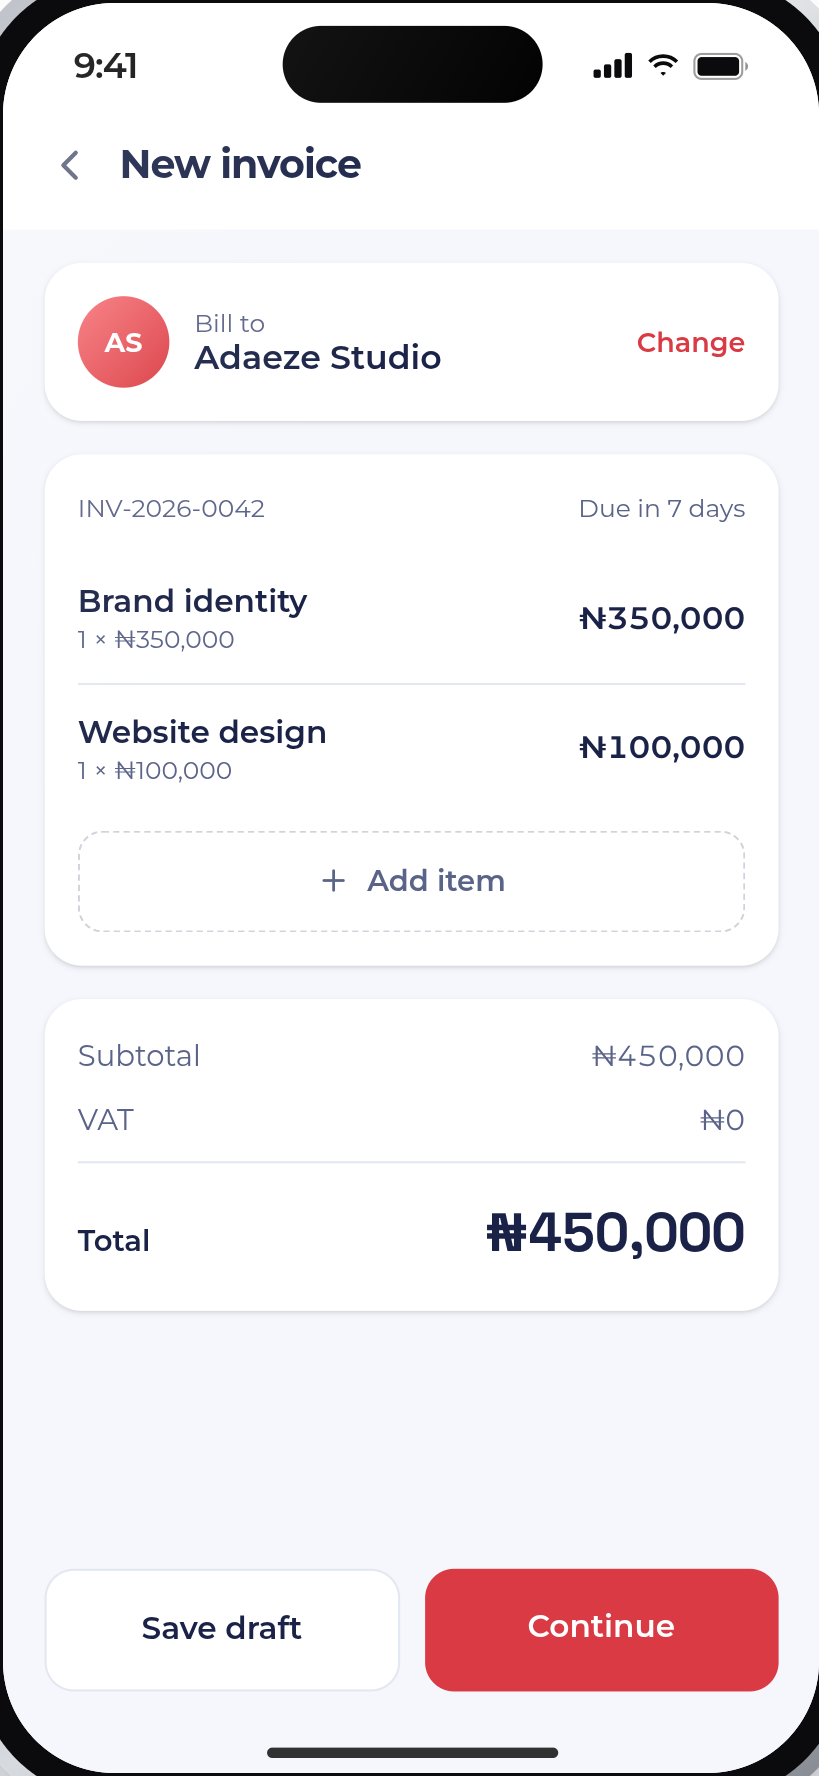 9:41
New invoice
AS
Bill to
Adaeze Studio
Change
INV-2026-0042
Due in 7 days
Brand identity
1 × ₦350,000
₦350,000
Website design
1 × ₦100,000
₦100,000
+ Add item
Subtotal
₦450,000
VAT
₦0
Total
₦450,000
Save draft
Continue